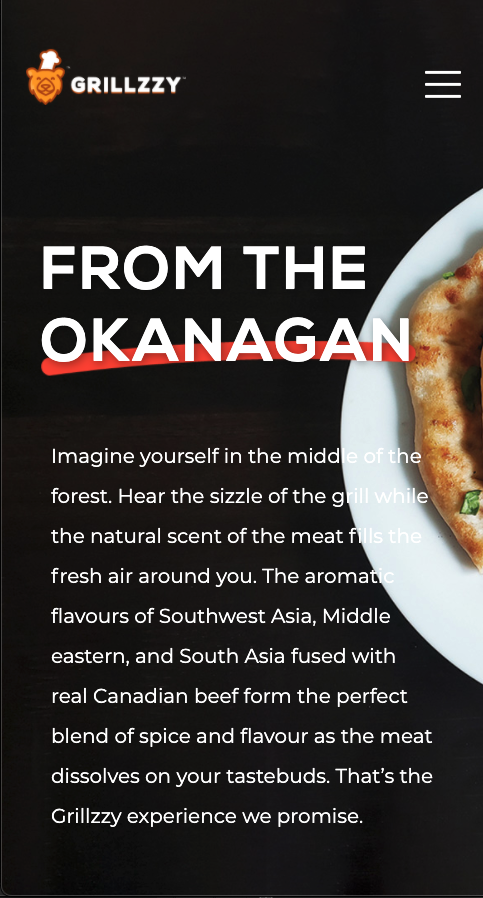 GRILLZZY™
FROM THE
OKANAGAN
Imagine yourself in the middle of the
forest. Hear the sizzle of the grill while
the natural scent of the meat fills the
fresh air around you. The aromatic
flavours of Southwest Asia, Middle
eastern, and South Asia fused with
real Canadian beef form the perfect
blend of spice and flavour as the meat
dissolves on your tastebuds. That’s the
Grillzzy experience we promise.